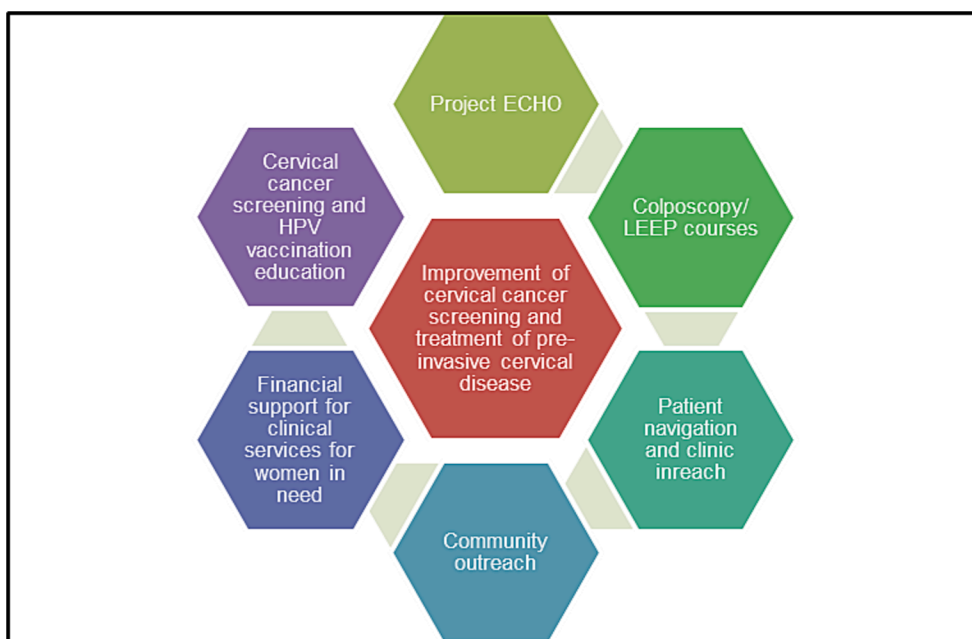 Project ECHO
Cervical
cancer
screening and
HPV
vaccination
education
Colposcopy/
LEEP courses
Improvement of
cervical cancer
screening and
treatment of pre-
invasive cervical
disease
Financial
support for
clinical
services for
women in
need
Patient
navigation
and clinic
inreach
Community
outreach